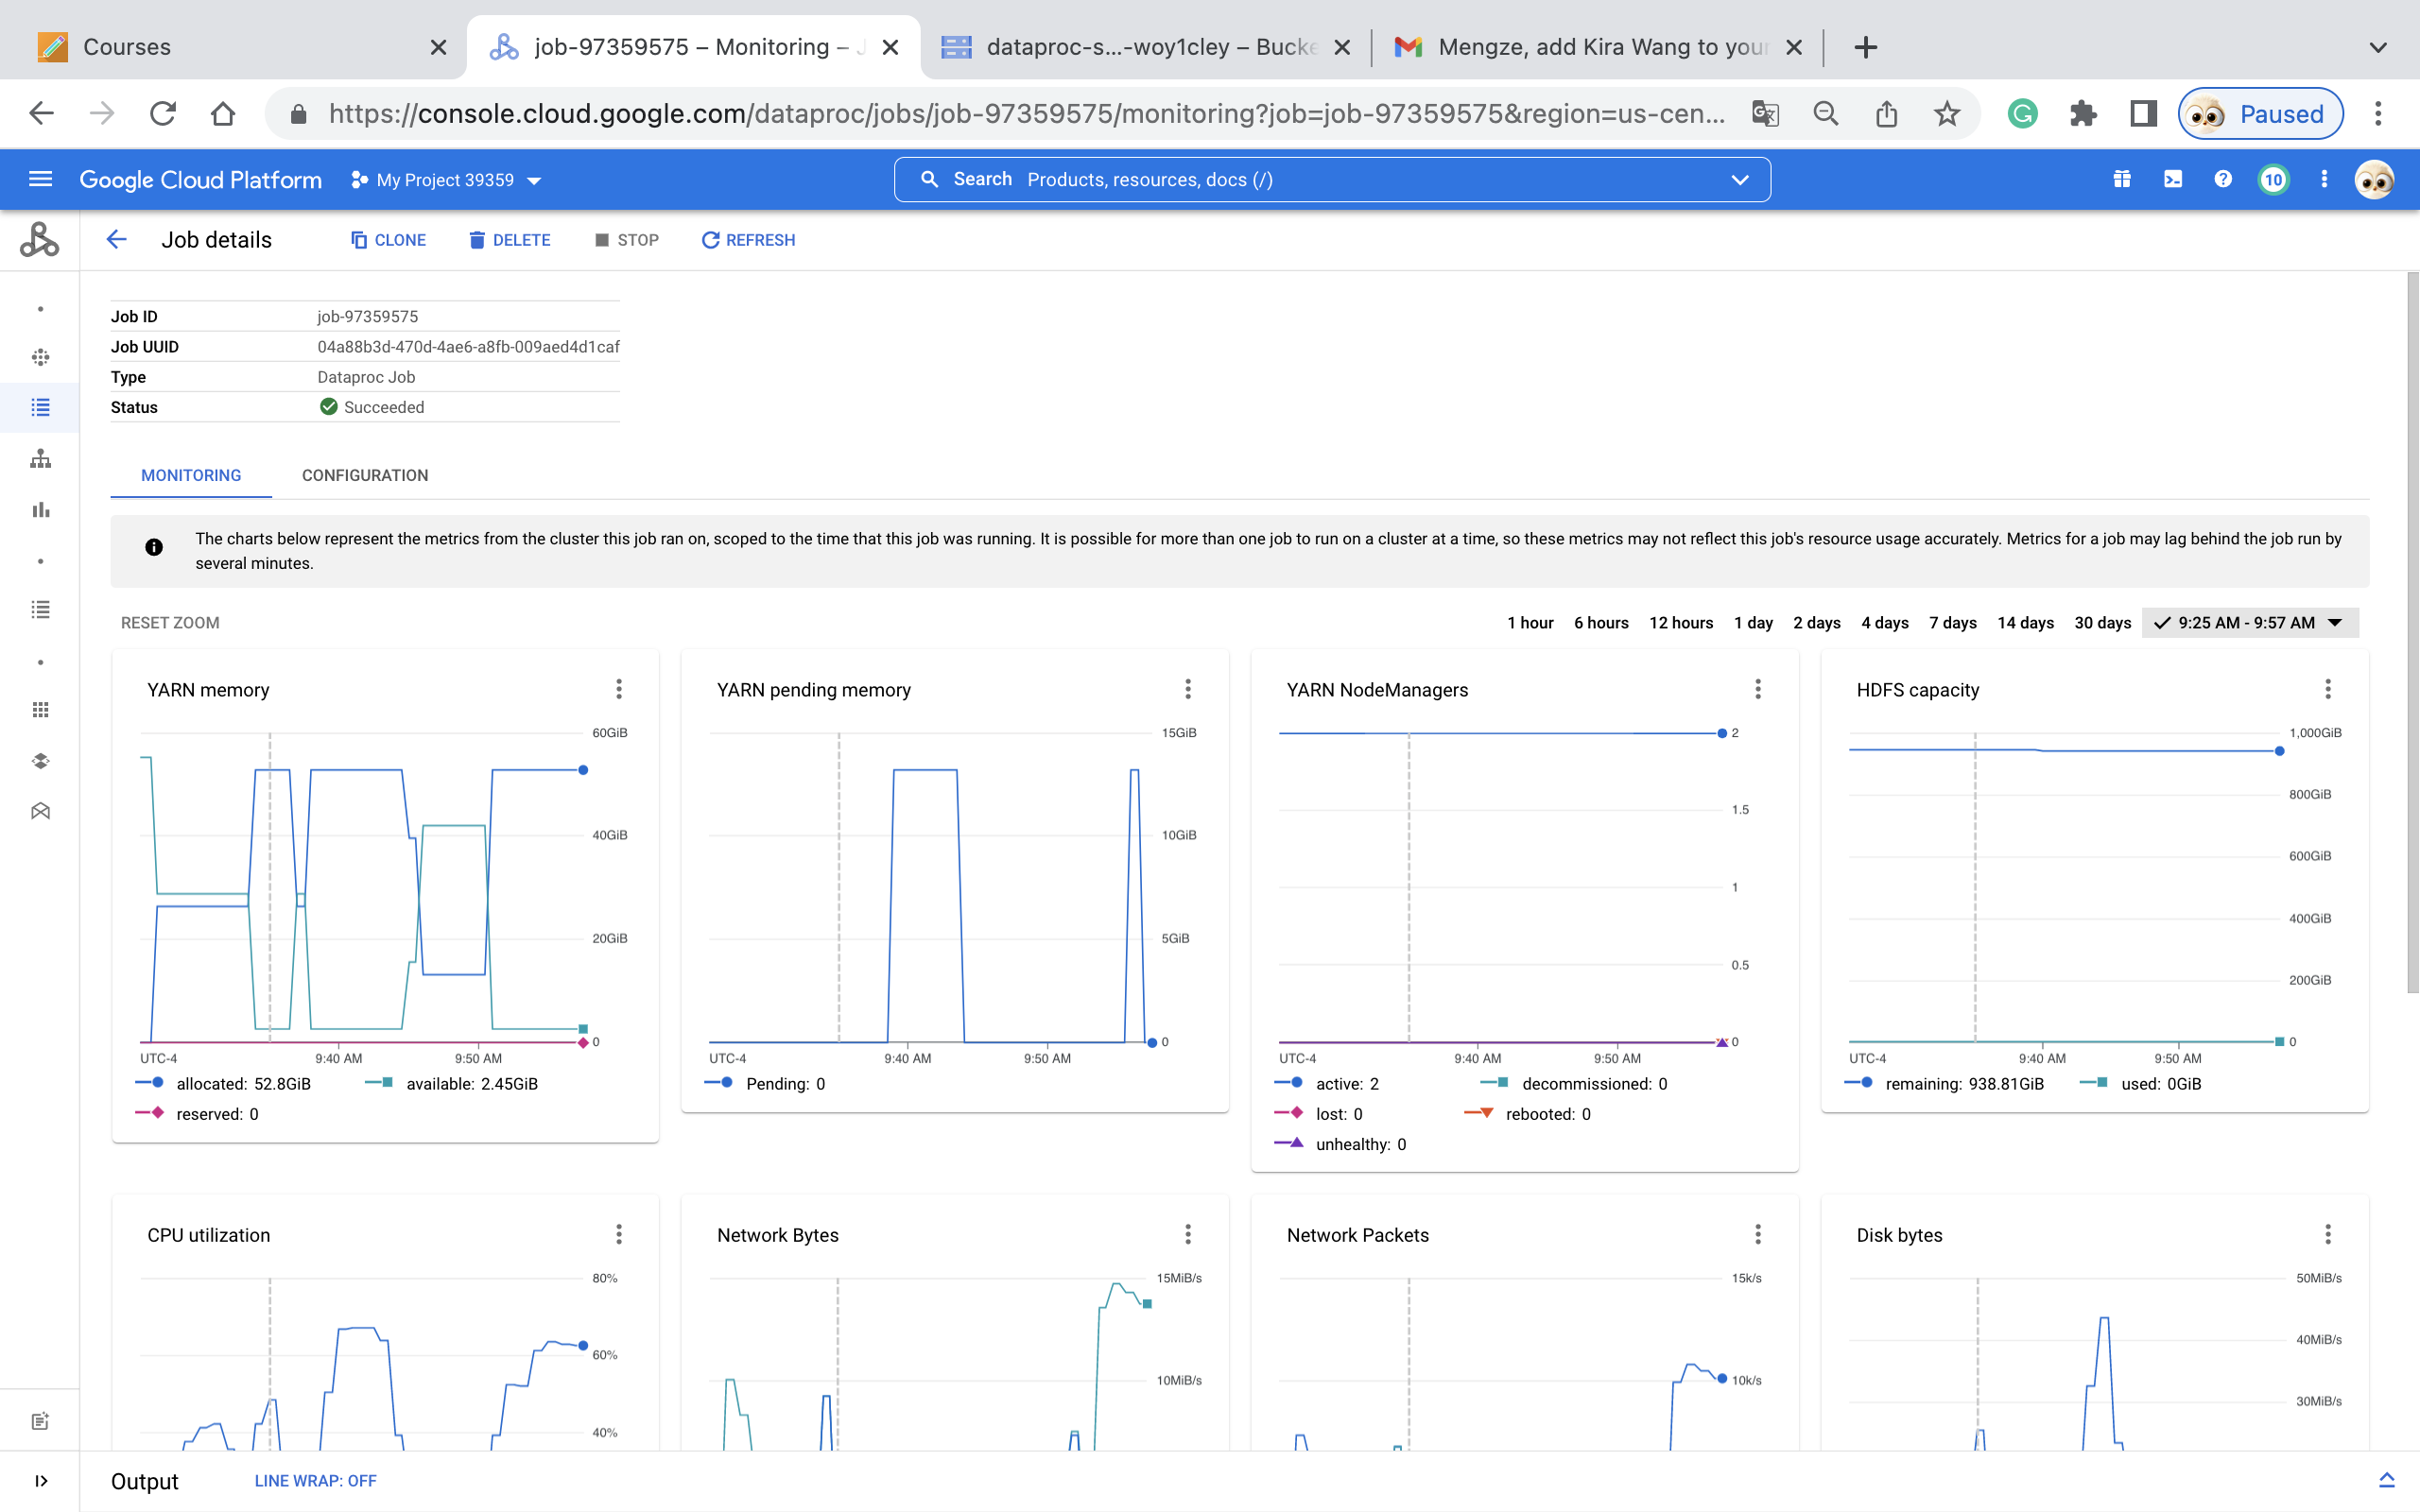 Courses
job-97359575 – Monitoring – J
dataproc-s...-woy1cley – Bucke
Mengze, add Kira Wang to your
https://console.cloud.google.com/dataproc/jobs/job-97359575/monitoring?job=job-97359575&region=us-cen...
Paused
Google Cloud Platform
My Project 39359
Search Products, resources, docs (/)
10
Job details
CLONE
DELETE
STOP
REFRESH
Job ID job-97359575
Job UUID 04a88b3d-470d-4ae6-a8fb-009aed4d1caf
Type Dataproc Job
Status Succeeded
MONITORING
CONFIGURATION
The charts below represent the metrics from the cluster this job ran on, scoped to the time that this job was running. It is possible for more than one job to run on a cluster at a time, so these metrics may not reflect this job's resource usage accurately. Metrics for a job may lag behind the job run by
several minutes.
RESET ZOOM
1 hour 6 hours 12 hours 1 day 2 days 4 days 7 days 14 days 30 days 9:25 AM - 9:57 AM
YARN memory
60GiB
40GiB
20GiB
0
UTC-4 9:40 AM 9:50 AM
allocated: 52.8GiB available: 2.45GiB
reserved: 0
YARN pending memory
15GiB
10GiB
5GiB
0
UTC-4 9:40 AM 9:50 AM
Pending: 0
YARN NodeManagers
2
1.5
1
0.5
0
UTC-4 9:40 AM 9:50 AM
active: 2 decommissioned: 0
lost: 0 rebooted: 0
unhealthy: 0
HDFS capacity
1,000GiB
800GiB
600GiB
400GiB
200GiB
0
UTC-4 9:40 AM 9:50 AM
remaining: 938.81GiB used: 0GiB
CPU utilization
80%
60%
40%
Network Bytes
15MiB/s
10MiB/s
Network Packets
15k/s
10k/s
Disk bytes
50MiB/s
40MiB/s
30MiB/s
Output
LINE WRAP: OFF